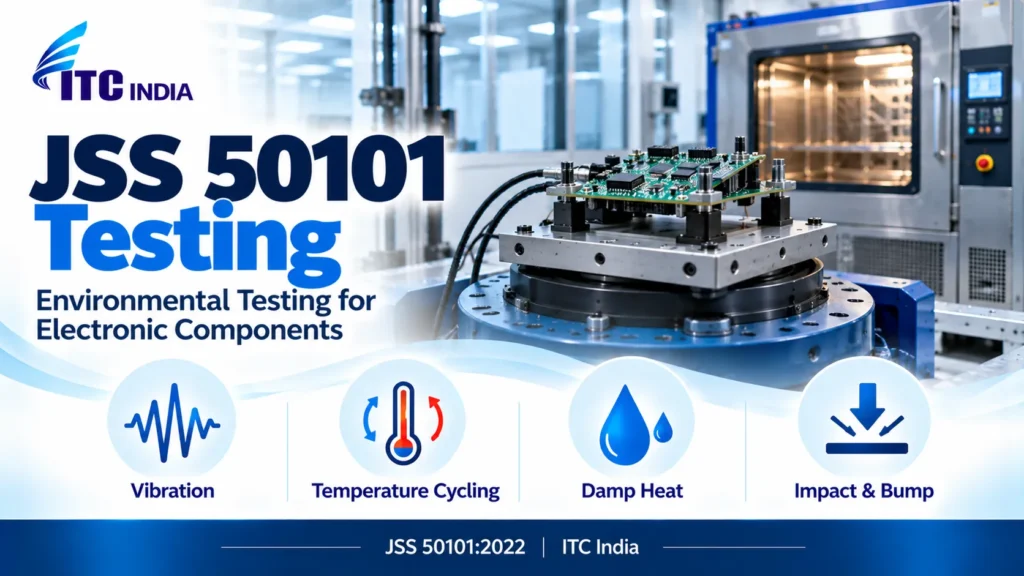 ITC INDIA
JSS 50101
Testing
Environmental Testing for
Electronic Components
Vibration
Temperature Cycling
Damp Heat
Impact & Bump
JSS 50101:2022 | ITC India